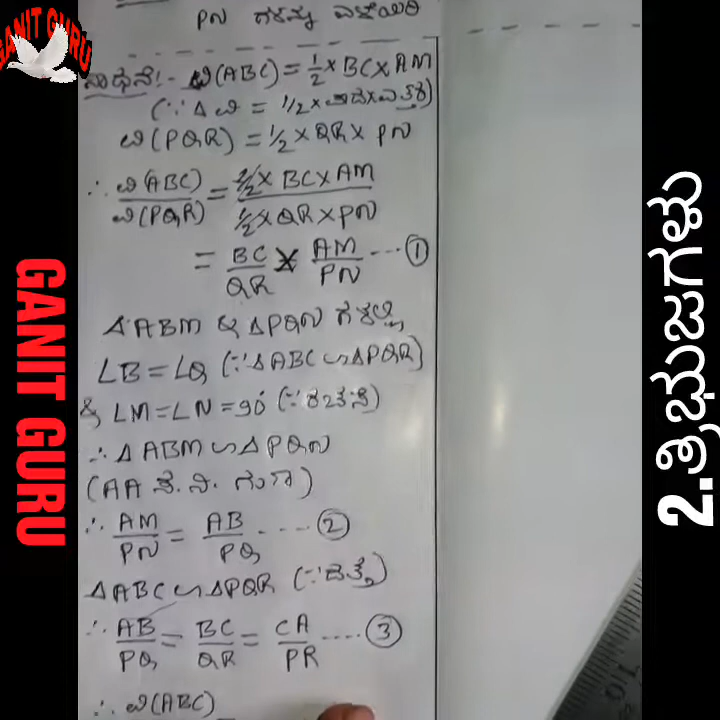 GANIT GURU
PN ಗಳನ್ನು ಎಳೆಯಿರಿ
ಸಾಧನೆ:- ವಿ(ABC) = 1/2 × BC × AM
(∵ Δ ವಿ = 1/2 × ಪಾದ × ಎತ್ತರ)
ವಿ(PQR) = 1/2 × QR × PN
∴ ವಿ(ABC)/ವಿ(PQR) = (1/2 × BC × AM)/(1/2 × QR × PN)
= BC/QR × AM/PN ---- ①
ΔABM & ΔPQN ಗಳಲ್ಲಿ
∠B = ∠Q (∵ ΔABC ∽ ΔPQR)
& ∠M = ∠N = 90° (∵ ರಚನೆ)
∴ ΔABM ∽ ΔPQN
(AA ಕೋ.ನಿ. ಗುಣ)
∴ AM/PN = AB/PQ ----- ②
ΔABC ∽ ΔPQR (∵ ದತ್ತ)
∴ AB/PQ = BC/QR = CA/PR ----- ③
∴ ವಿ(ABC)
GANIT GURU
2.ತ್ರಿಭುಜಗಳು